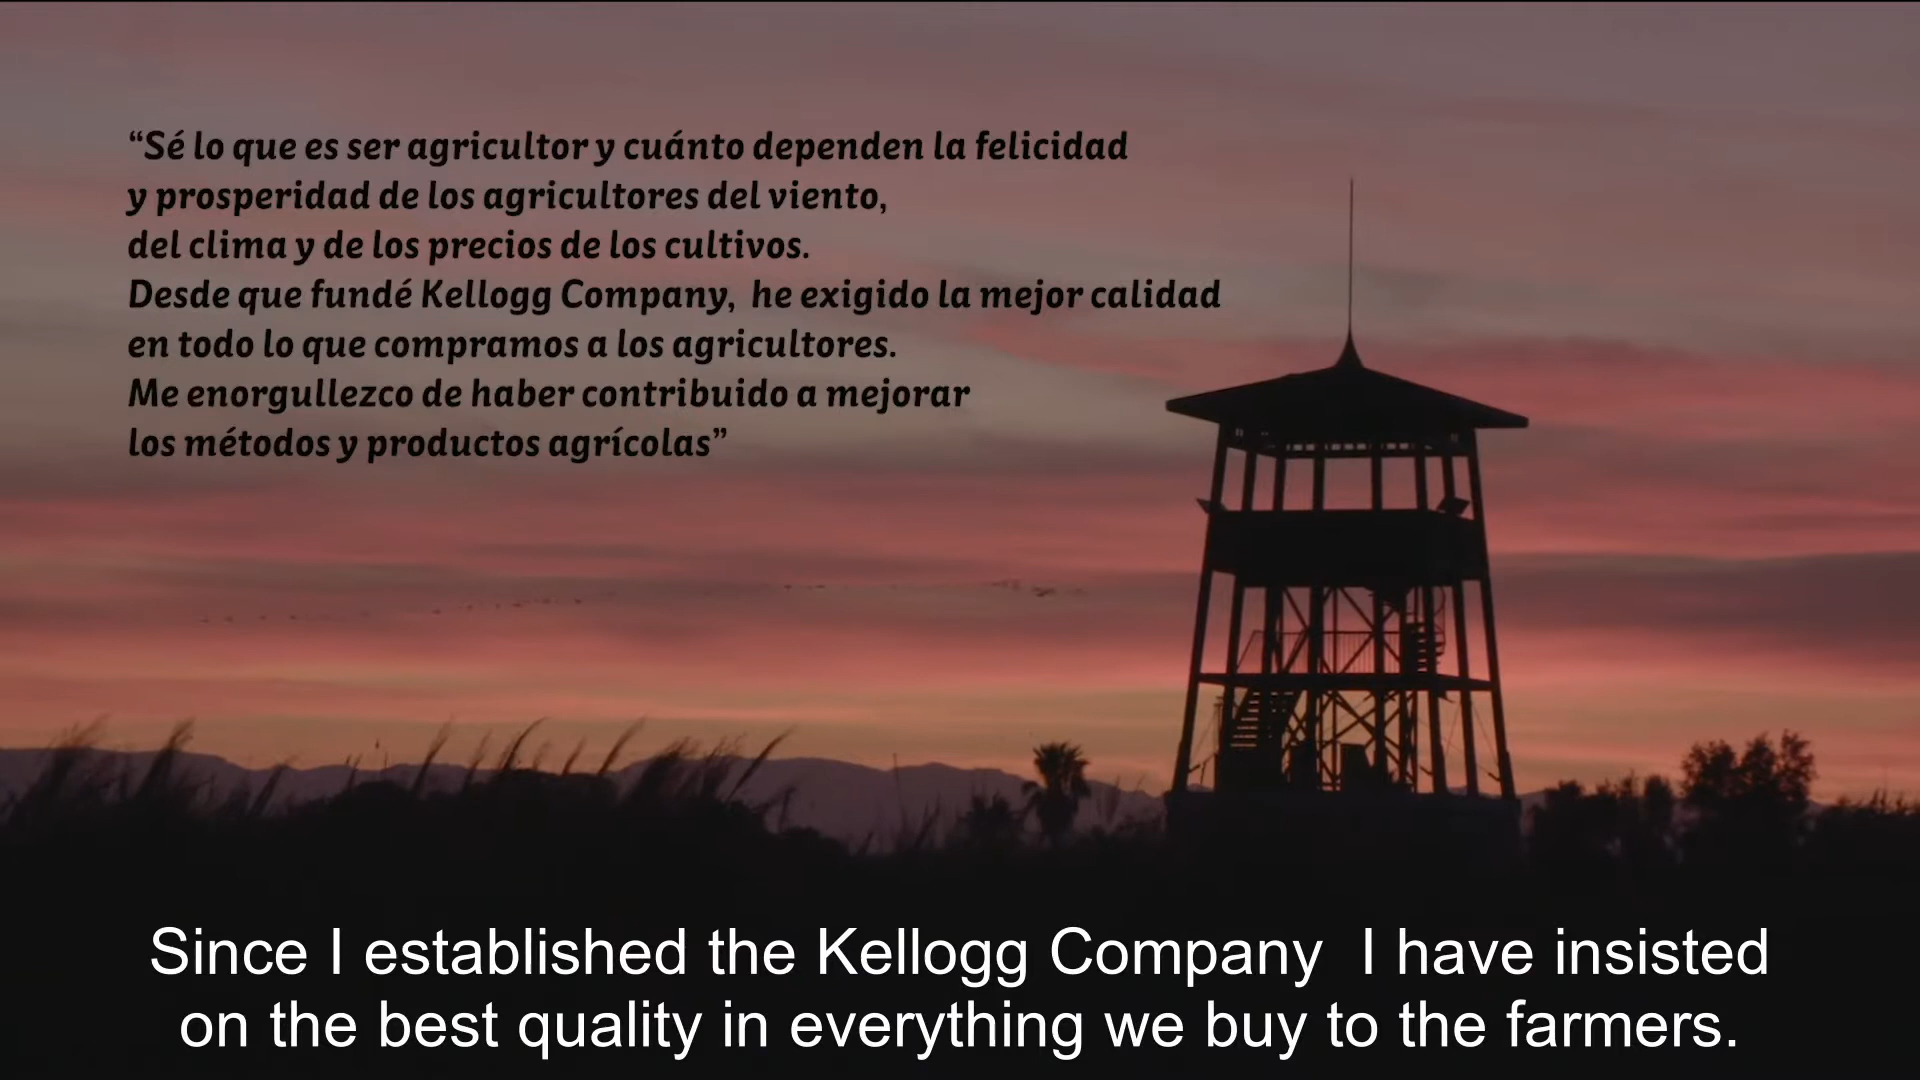 “Sé lo que es ser agricultor y cuánto dependen la felicidad
y prosperidad de los agricultores del viento,
del clima y de los precios de los cultivos.
Desde que fundé Kellogg Company, he exigido la mejor calidad
en todo lo que compramos a los agricultores.
Me enorgullezco de haber contribuido a mejorar
los métodos y productos agrícolas”
Since I established the Kellogg Company I have insisted
on the best quality in everything we buy to the farmers.